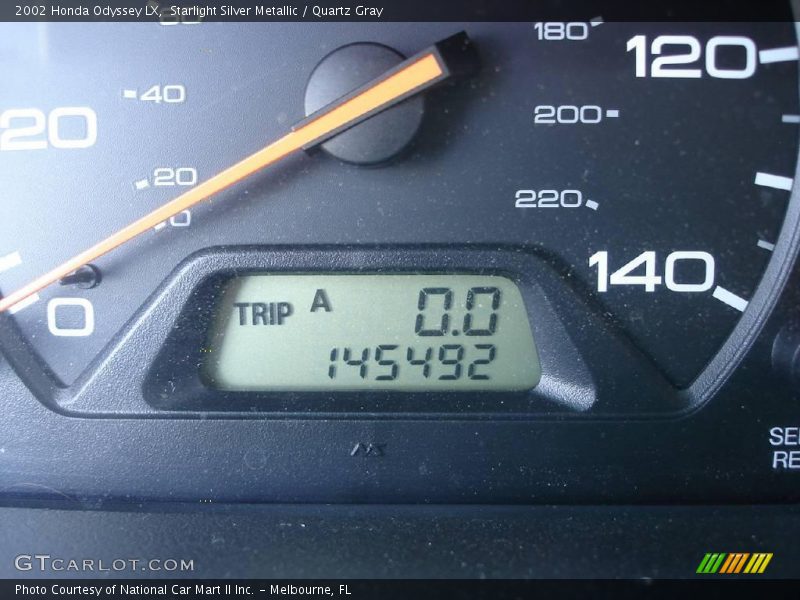 2002 Honda Odyssey LX, Starlight Silver Metallic / Quartz Gray
180
120
40
20
200
20
0
220
140
0
TRIP A 0.0
145492
SEL
RE
GTCARLOT.COM
Photo Courtesy of National Car Mart II Inc. - Melbourne, FL